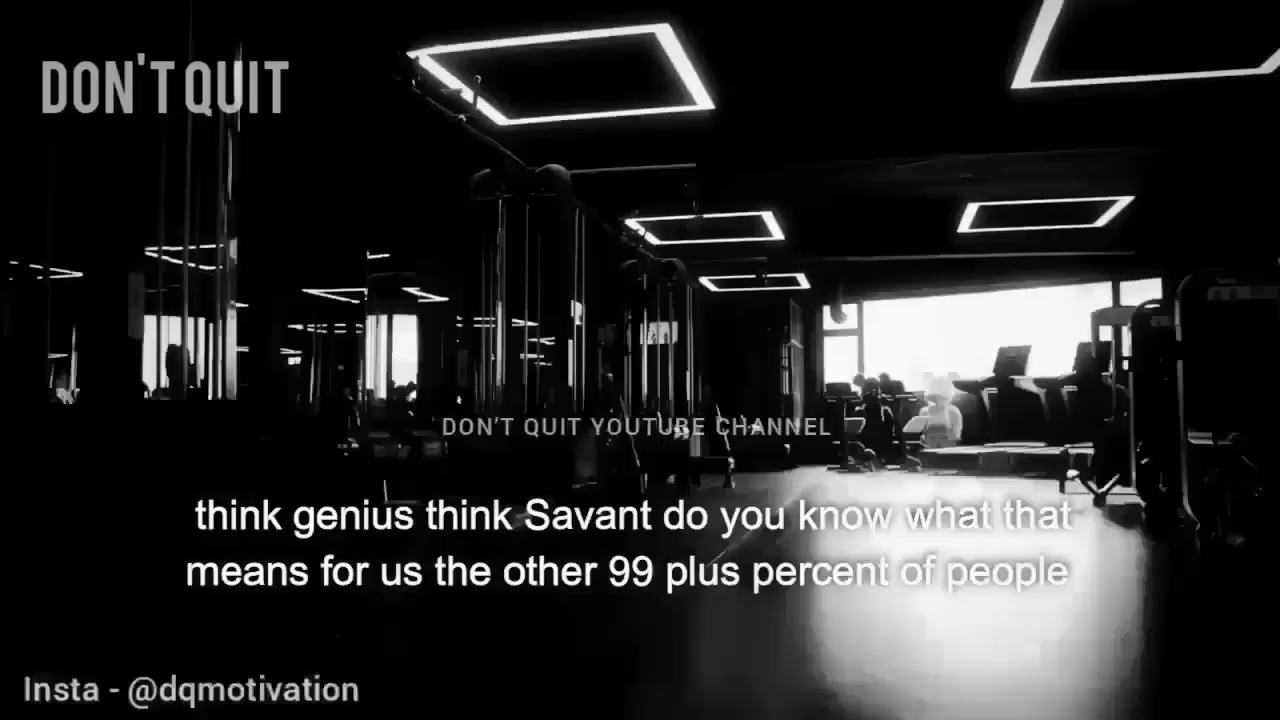 DON'T QUIT
DON'T QUIT YOUTUBE CHANNEL
think genius think Savant do you know what that
means for us the other 99 plus percent of people
Insta - @dqmotivation